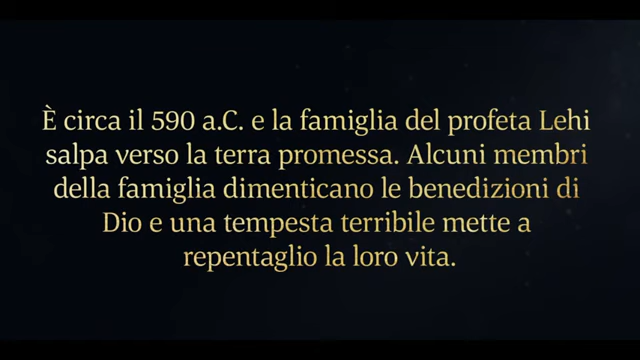 È circa il 590 a.C. e la famiglia del profeta Lehi
salpa verso la terra promessa. Alcuni membri
della famiglia dimenticano le benedizioni di
Dio e una tempesta terribile mette a
repentaglio la loro vita.